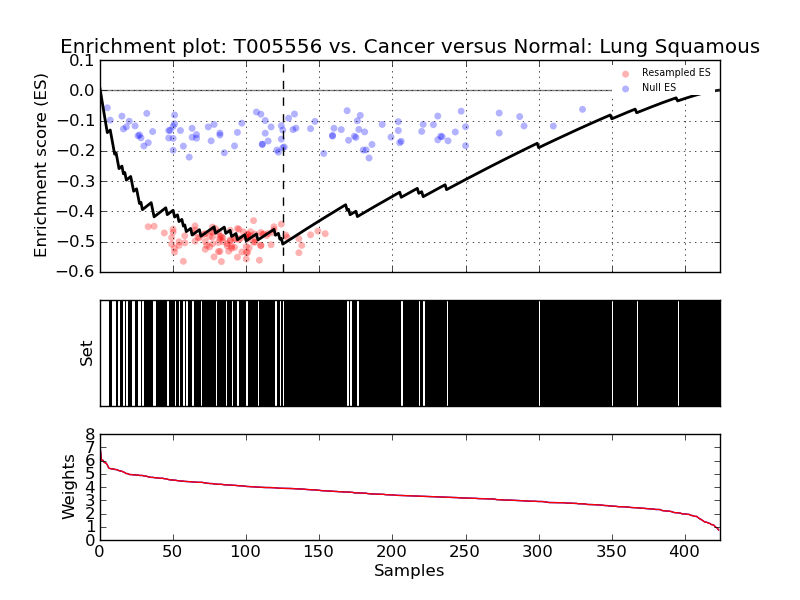 Enrichment plot: T005556 vs. Cancer versus Normal: Lung Squamous
Enrichment score (ES)
0.1
0.0
−0.1
−0.2
−0.3
−0.4
−0.5
−0.6
Resampled ES
Null ES
Set
Weights
8
7
6
5
4
3
2
1
0
0 50 100 150 200 250 300 350 400
Samples